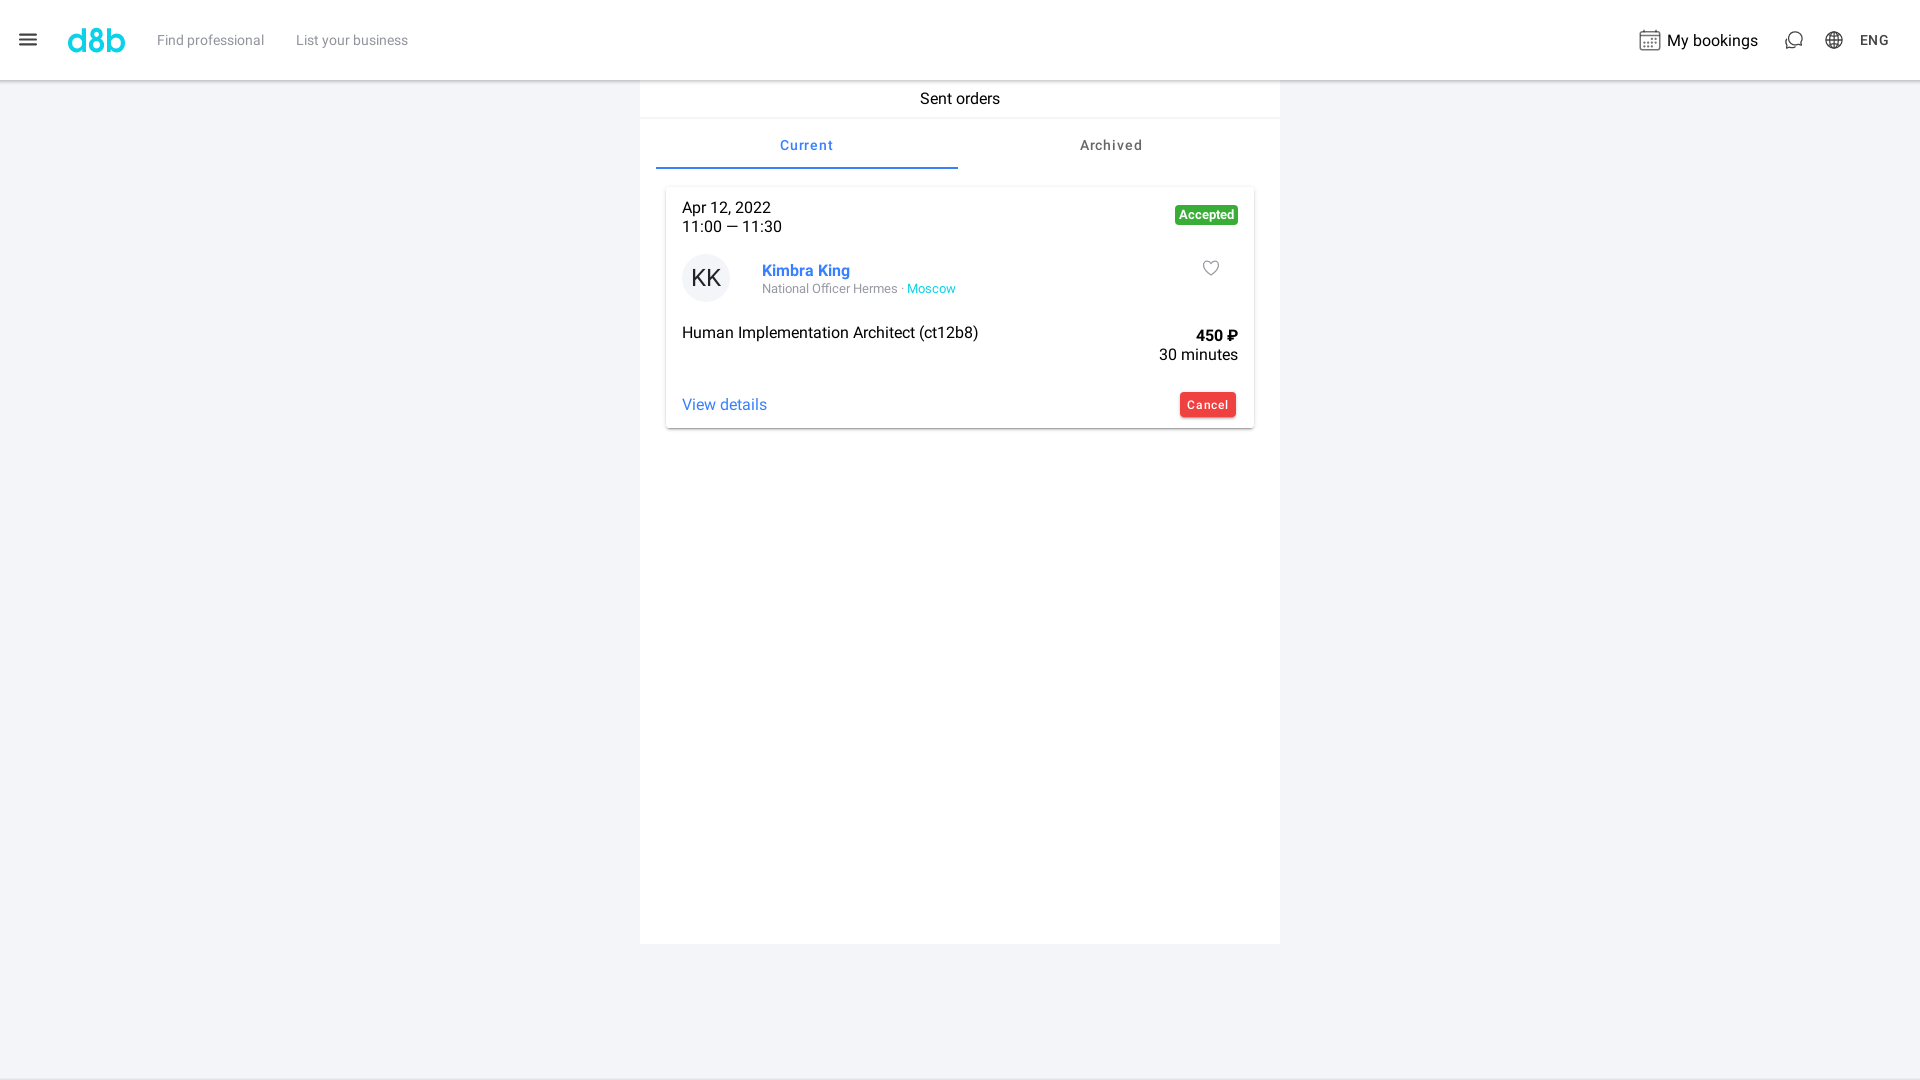 d8b
Find professional
List your business
My bookings
ENG
Sent orders
Current
Archived
Apr 12, 2022
11:00 — 11:30
Accepted
KK
Kimbra King
National Officer Hermes · Moscow
Human Implementation Architect (ct12b8)
450 ₽
30 minutes
View details
Cancel